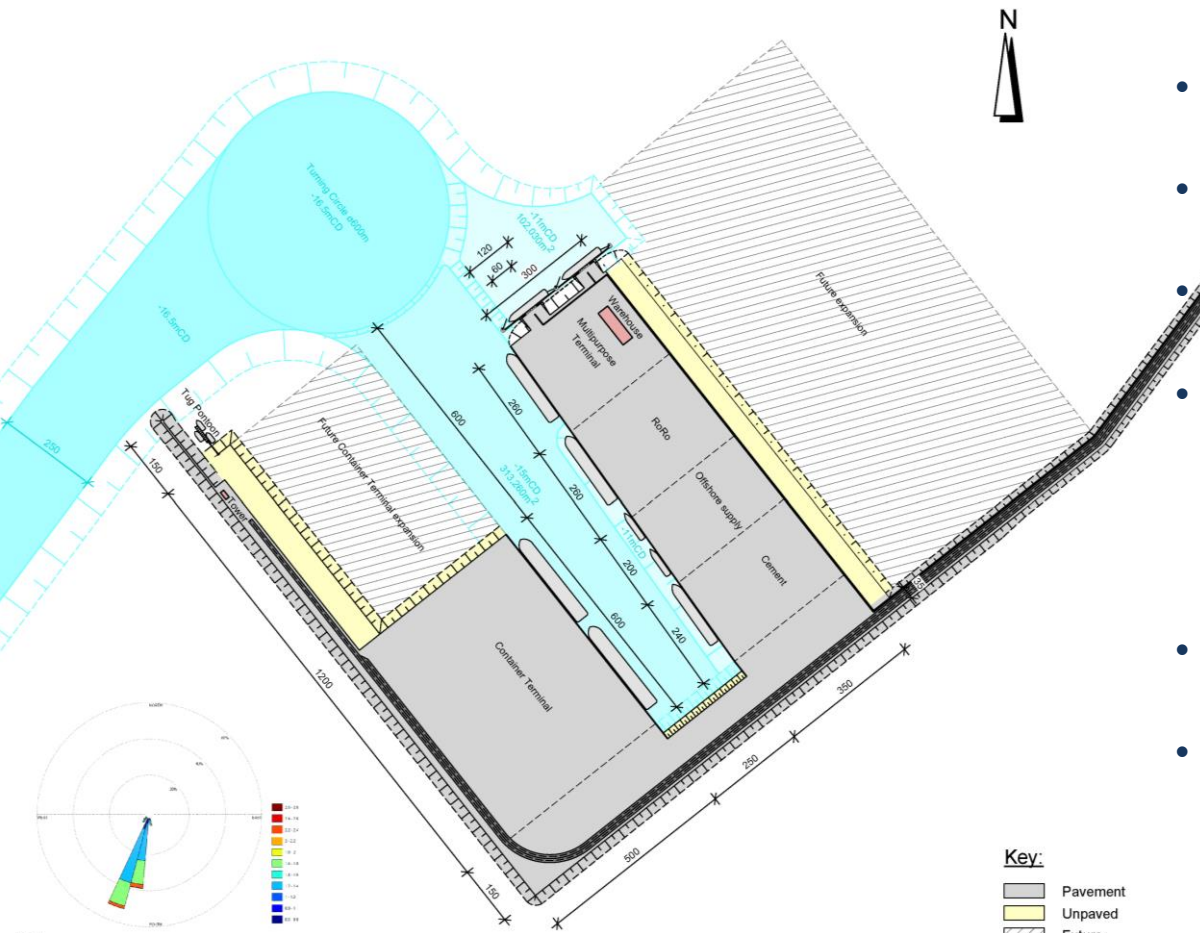 N
Turning Circle ø600m
-16.5mCD
-16.5mCD
250
-11mCD
102,030m2
120
60
300
Warehouse
Multipurpose
Terminal
Future expansion
Tug Pontoon
150
Tower
Future Container Terminal expansion
600
260
RoRo
-15mCD
313,260m2
260
Offshore supply
-11mCD
200
Cement
600
240
Container Terminal
1200
350
250
500
150
Key:
Pavement
Unpaved